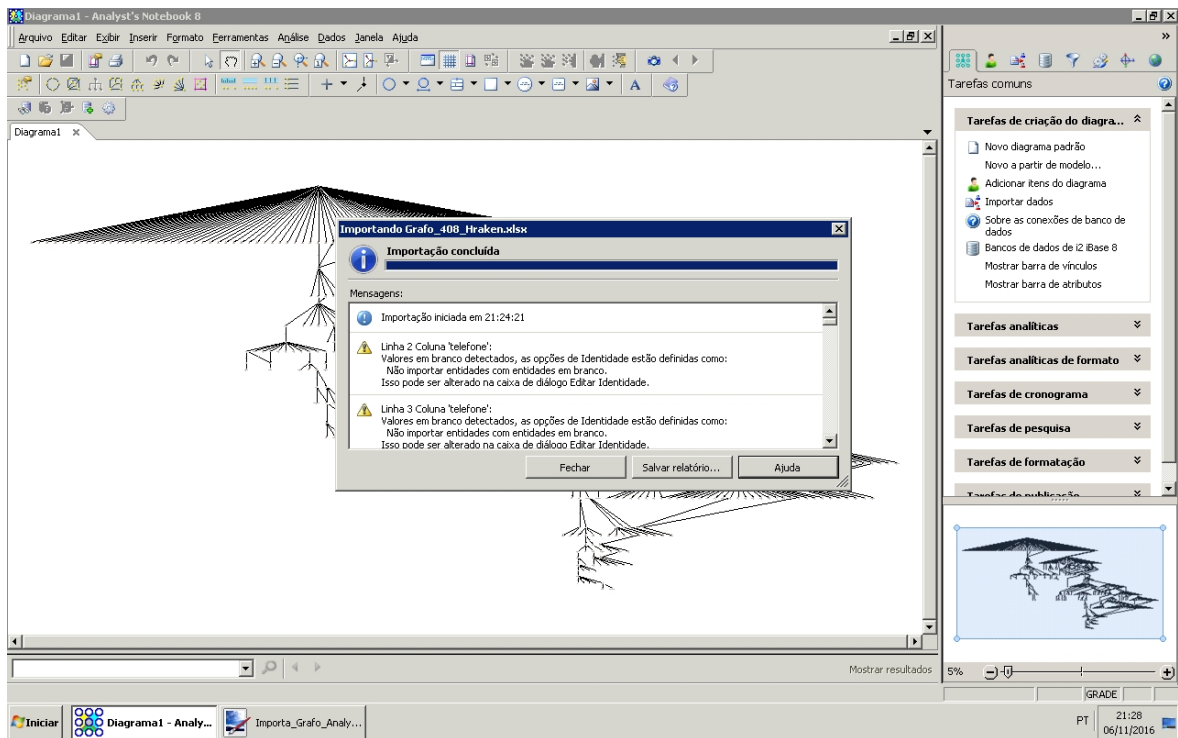 Diagrama1 - Analyst's Notebook 8
Arquivo Editar Exibir Inserir Formato Ferramentas Análise Dados Janela Ajuda
Diagrama1 x
Importando Grafo_408_Hraken.xlsx
Importação concluída
Mensagens:
Importação iniciada em 21:24:21
Linha 2 Coluna 'telefone':
Valores em branco detectados, as opções de Identidade estão definidas como:
Não importar entidades com entidades em branco.
Isso pode ser alterado na caixa de diálogo Editar Identidade.
Linha 3 Coluna 'telefone':
Valores em branco detectados, as opções de Identidade estão definidas como:
Não importar entidades com entidades em branco.
Isso pode ser alterado na caixa de diálogo Editar Identidade.
Fechar
Salvar relatório...
Ajuda
Tarefas comuns
Tarefas de criação do diagra...
Novo diagrama padrão
Novo a partir de modelo...
Adicionar itens do diagrama
Importar dados
Sobre as conexões de banco de
dados
Bancos de dados de i2 iBase 8
Mostrar barra de vínculos
Mostrar barra de atributos
Tarefas analíticas
Tarefas analíticas de formato
Tarefas de cronograma
Tarefas de pesquisa
Tarefas de formatação
Tarefas de publicação
Mostrar resultados
5%
GRADE
Iniciar
Diagrama1 - Analy...
Importa_Grafo_Analy...
PT
21:28
06/11/2016